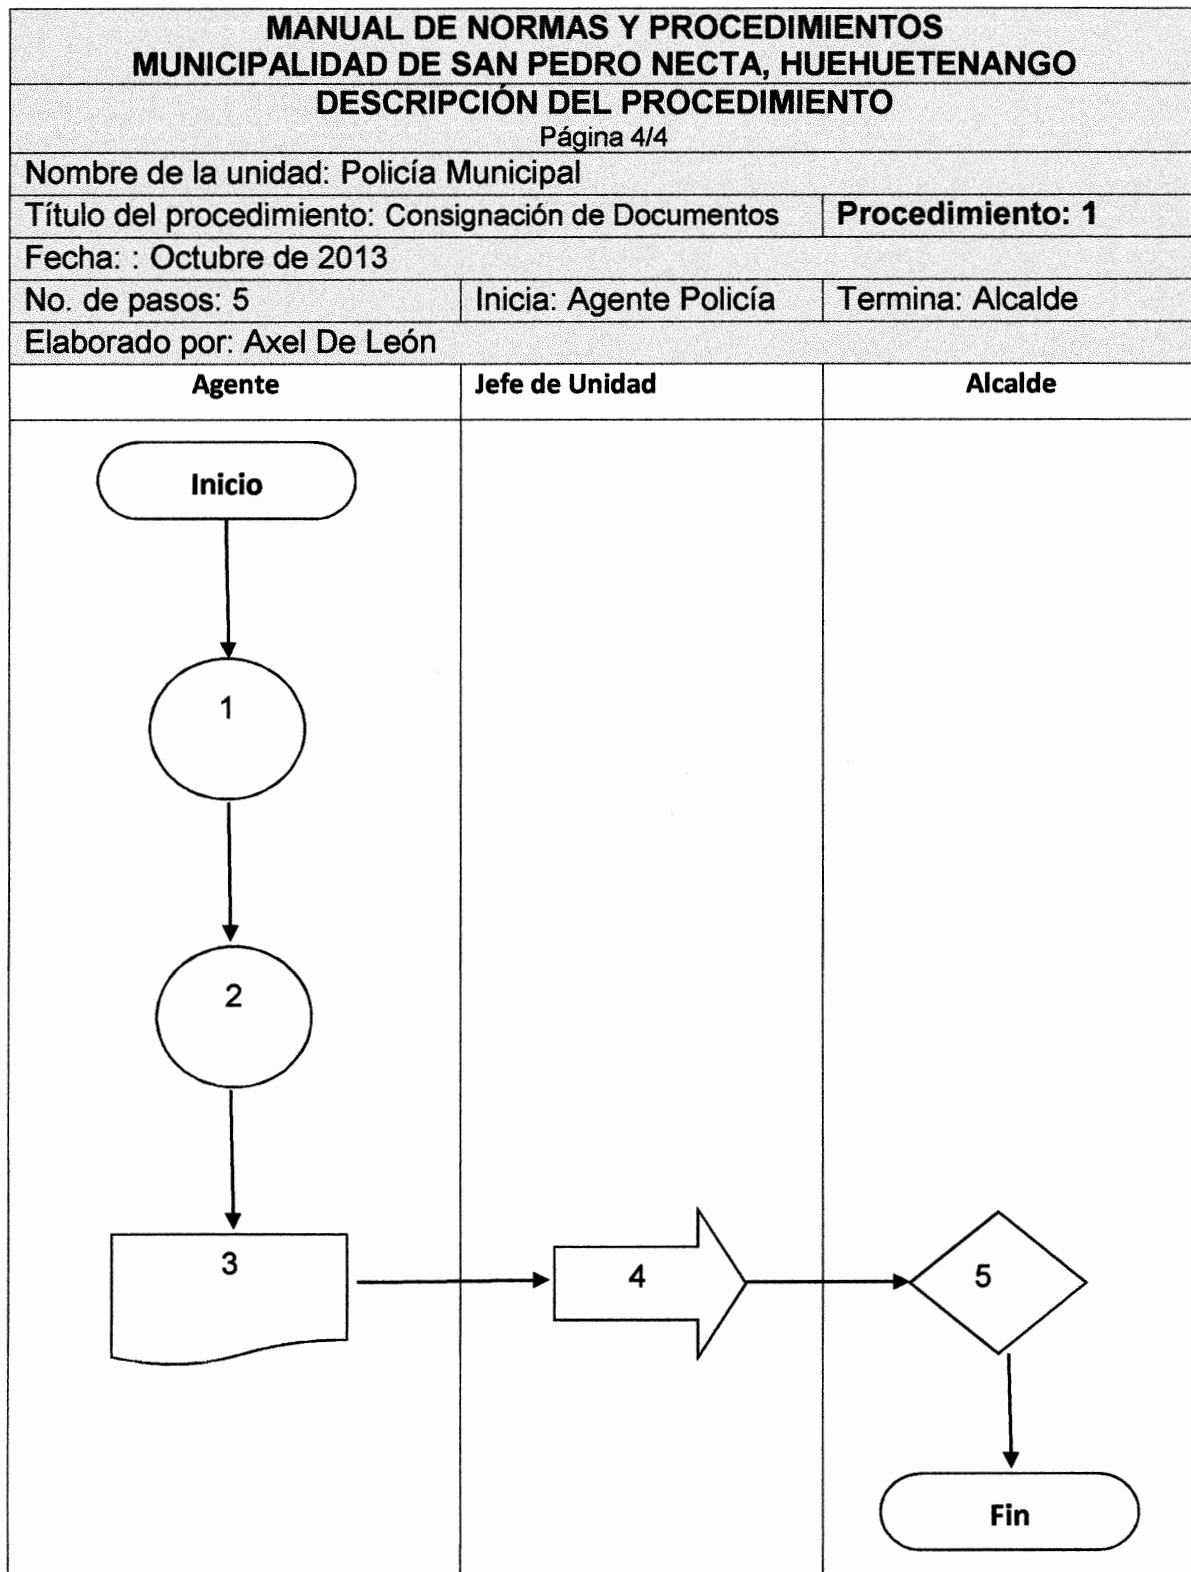 MANUAL DE NORMAS Y PROCEDIMIENTOS
MUNICIPALIDAD DE SAN PEDRO NECTA, HUEHUETENANGO
DESCRIPCIÓN DEL PROCEDIMIENTO
Página 4/4
Nombre de la unidad: Policía Municipal
Título del procedimiento: Consignación de Documentos Procedimiento: 1
Fecha: : Octubre de 2013
No. de pasos: 5 Inicia: Agente Policía Termina: Alcalde
Elaborado por: Axel De León
Agente Jefe de Unidad Alcalde
Inicio
1
2
3 4 5
Fin